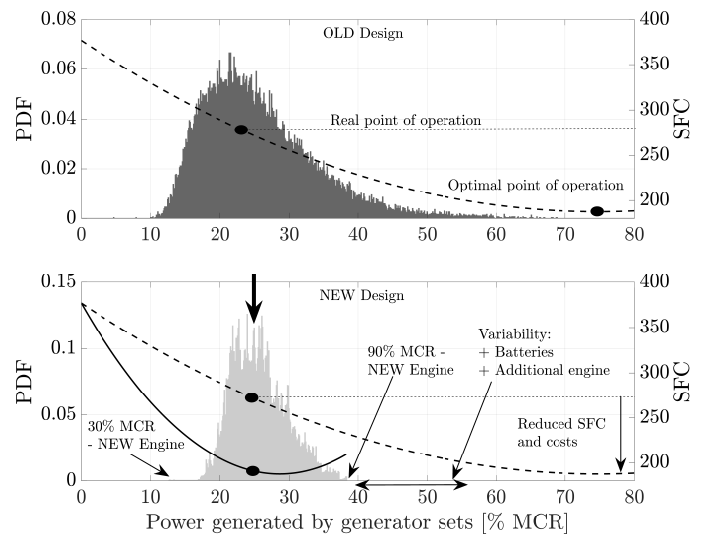 OLD Design
0.08
0.06
0.04
0.02
0
PDF
400
350
300
250
200
SFC
Real point of operation
Optimal point of operation
0 10 20 30 40 50 60 70 80
NEW Design
0.15
0.1
0.05
0
PDF
400
350
300
250
200
SFC
90% MCR -
NEW Engine
Variability:
+ Batteries
+ Additional engine
30% MCR
- NEW Engine
Reduced SFC
and costs
0 10 20 30 40 50 60 70 80
Power generated by generator sets [% MCR]